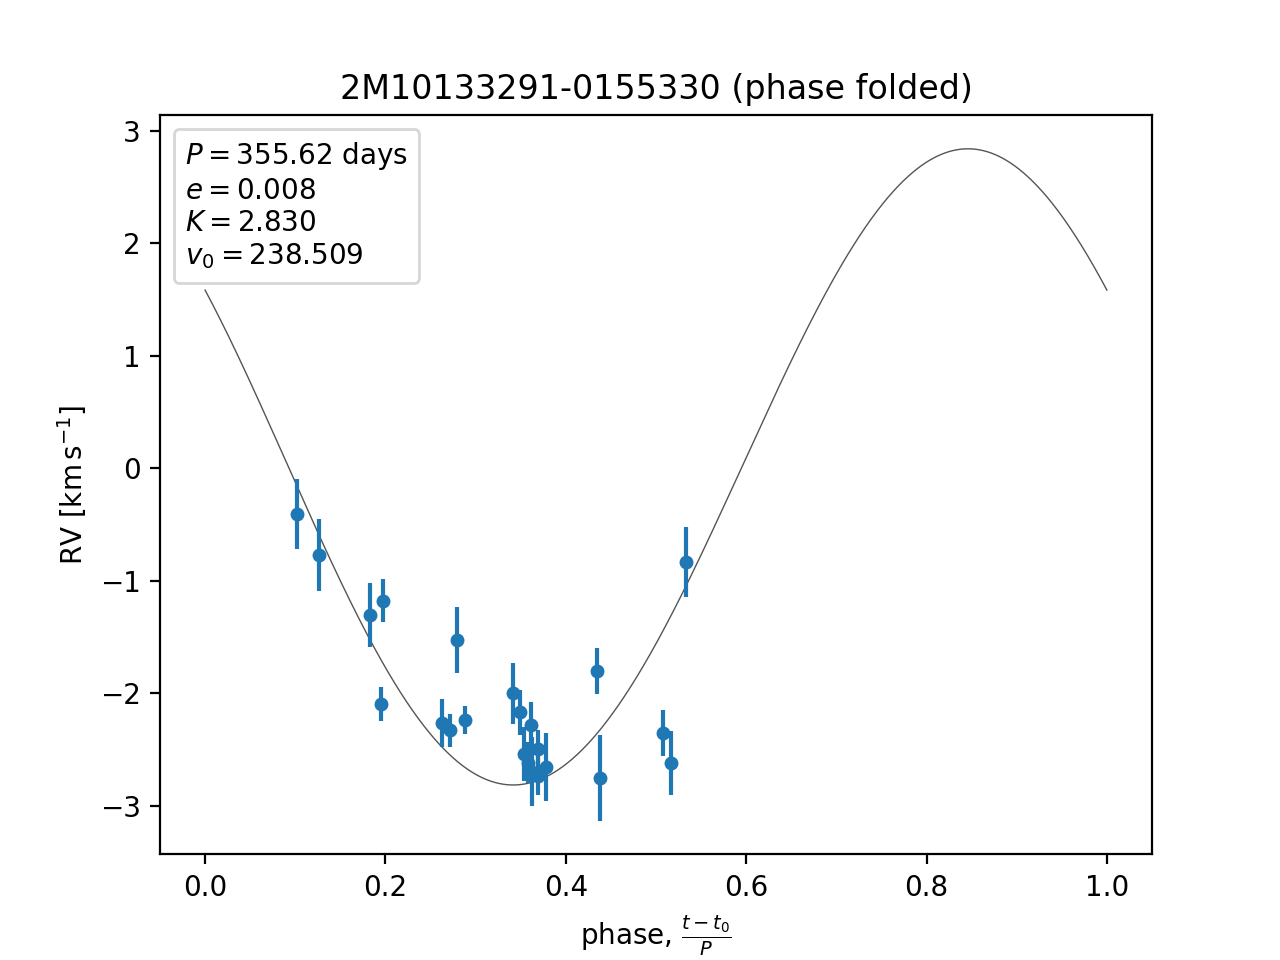 2M10133291-0155330 (phase folded)
P = 355.62 days
e = 0.008
K = 2.830
v₀ = 238.509
3
2
1
0
−1
−2
−3
RV [km s⁻¹]
0.0 0.2 0.4 0.6 0.8 1.0
phase, (t − t₀)/P